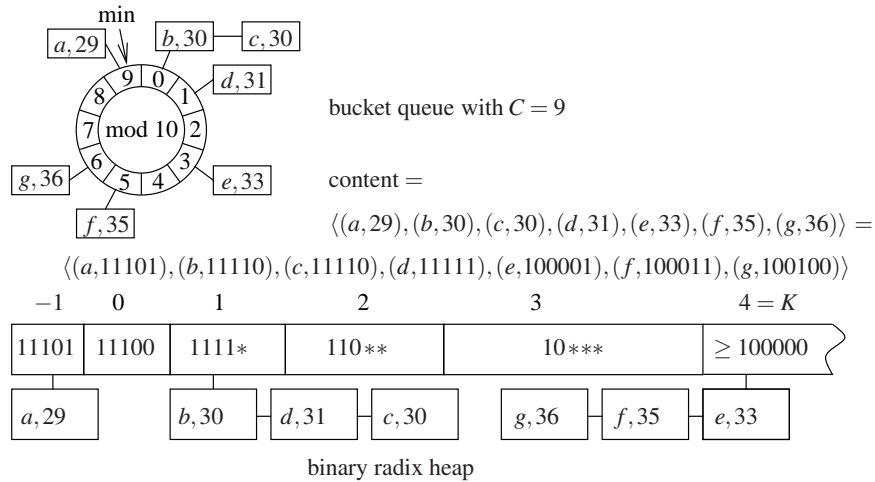 min
a,29
b,30
c,30
d,31
9
0
1
8
2
7
mod 10
6
3
5
4
g,36
e,33
f,35
bucket queue with C = 9
content =
⟨(a,29),(b,30),(c,30),(d,31),(e,33),(f,35),(g,36)⟩ =
⟨(a,11101),(b,11110),(c,11110),(d,11111),(e,100001),(f,100011),(g,100100)⟩
−1 0 1 2 3 4 = K
11101 11100 1111* 110** 10*** ≥ 100000
a,29 b,30 d,31 c,30 g,36 f,35 e,33
binary radix heap